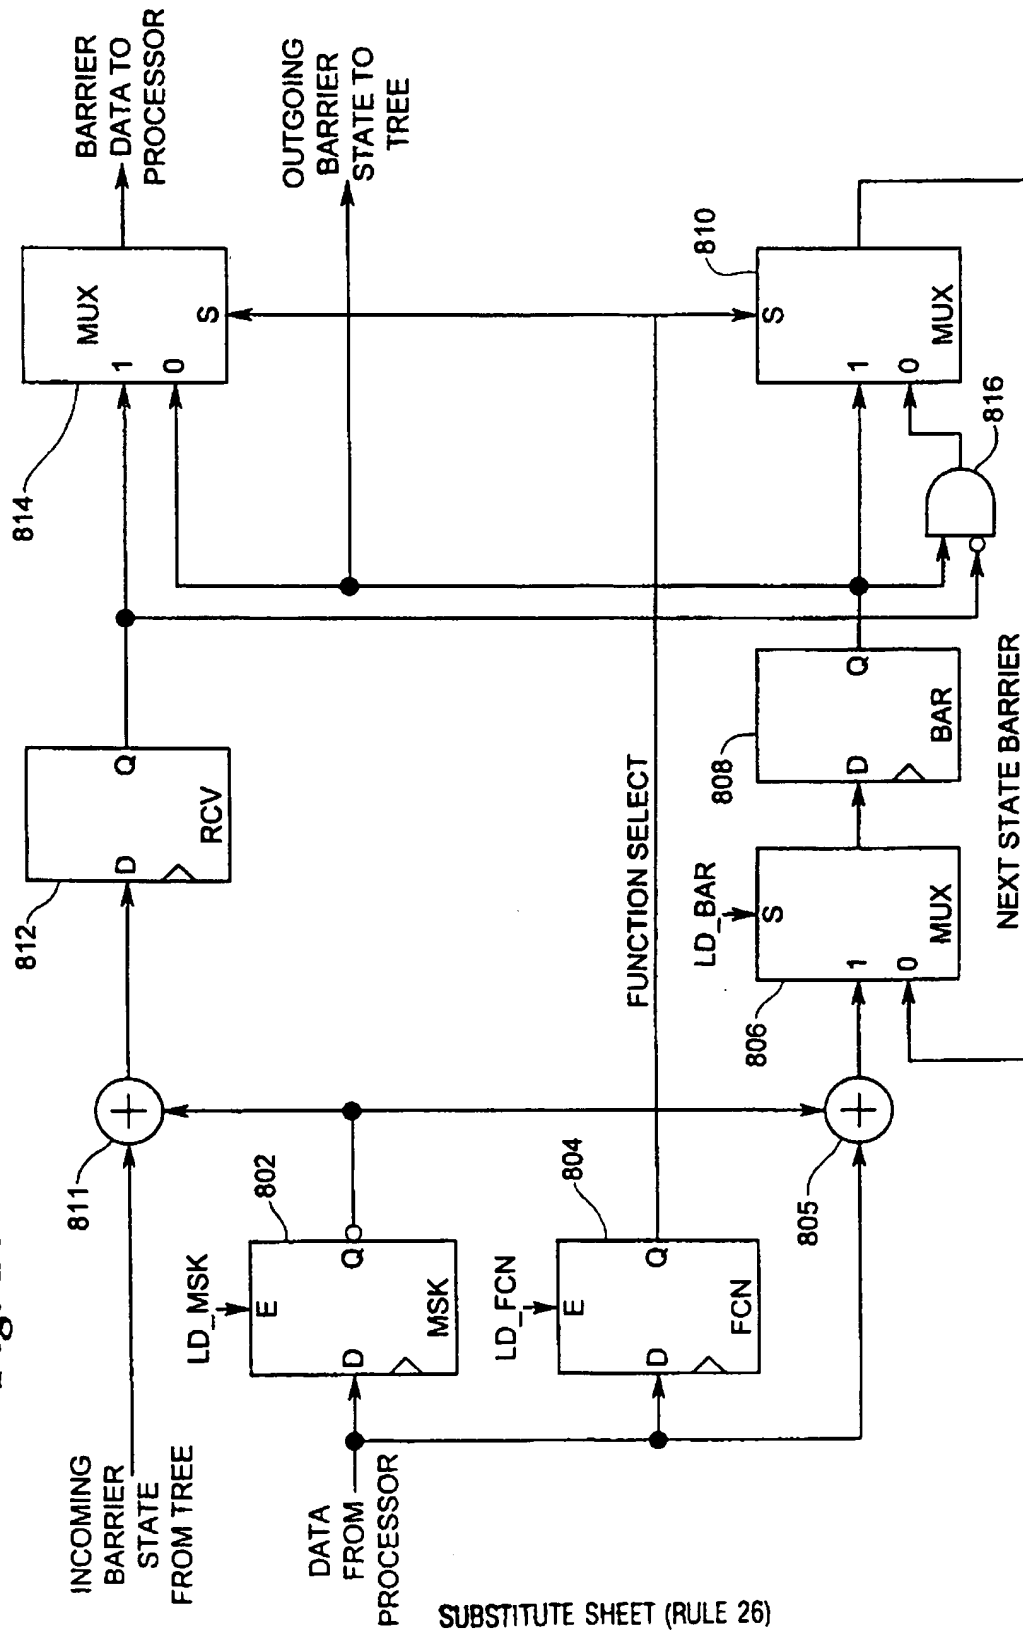 INCOMING
BARRIER
STATE
FROM TREE
811
D
Q
RCV
812
814
MUX
1
0
S
BARRIER
DATA TO
PROCESSOR
OUTGOING
BARRIER
STATE TO
TREE
LD_MSK
802
E
D
Q
MSK
DATA
FROM
PROCESSOR
LD_FCN
804
E
D
Q
FCN
FUNCTION SELECT
805
806
LD_BAR
S
1
0
MUX
808
D
Q
BAR
810
S
1
0
MUX
816
NEXT STATE BARRIER
SUBSTITUTE SHEET (RULE 26)